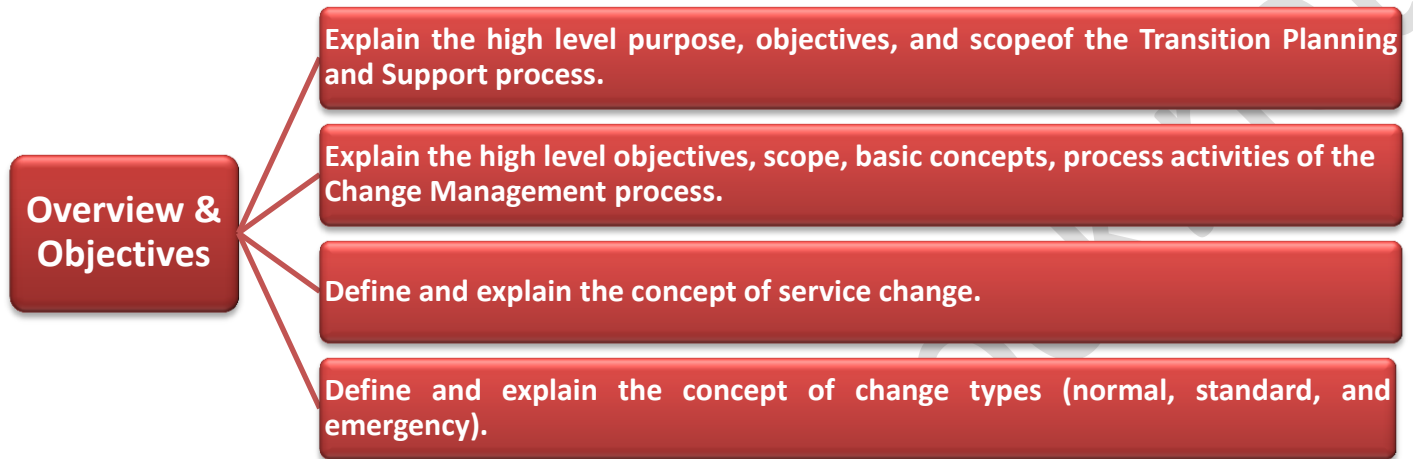 Overview &
Objectives
Explain the high level purpose, objectives, and scopeof the Transition Planning
and Support process.
Explain the high level objectives, scope, basic concepts, process activities of the
Change Management process.
Define and explain the concept of service change.
Define and explain the concept of change types (normal, standard, and
emergency).